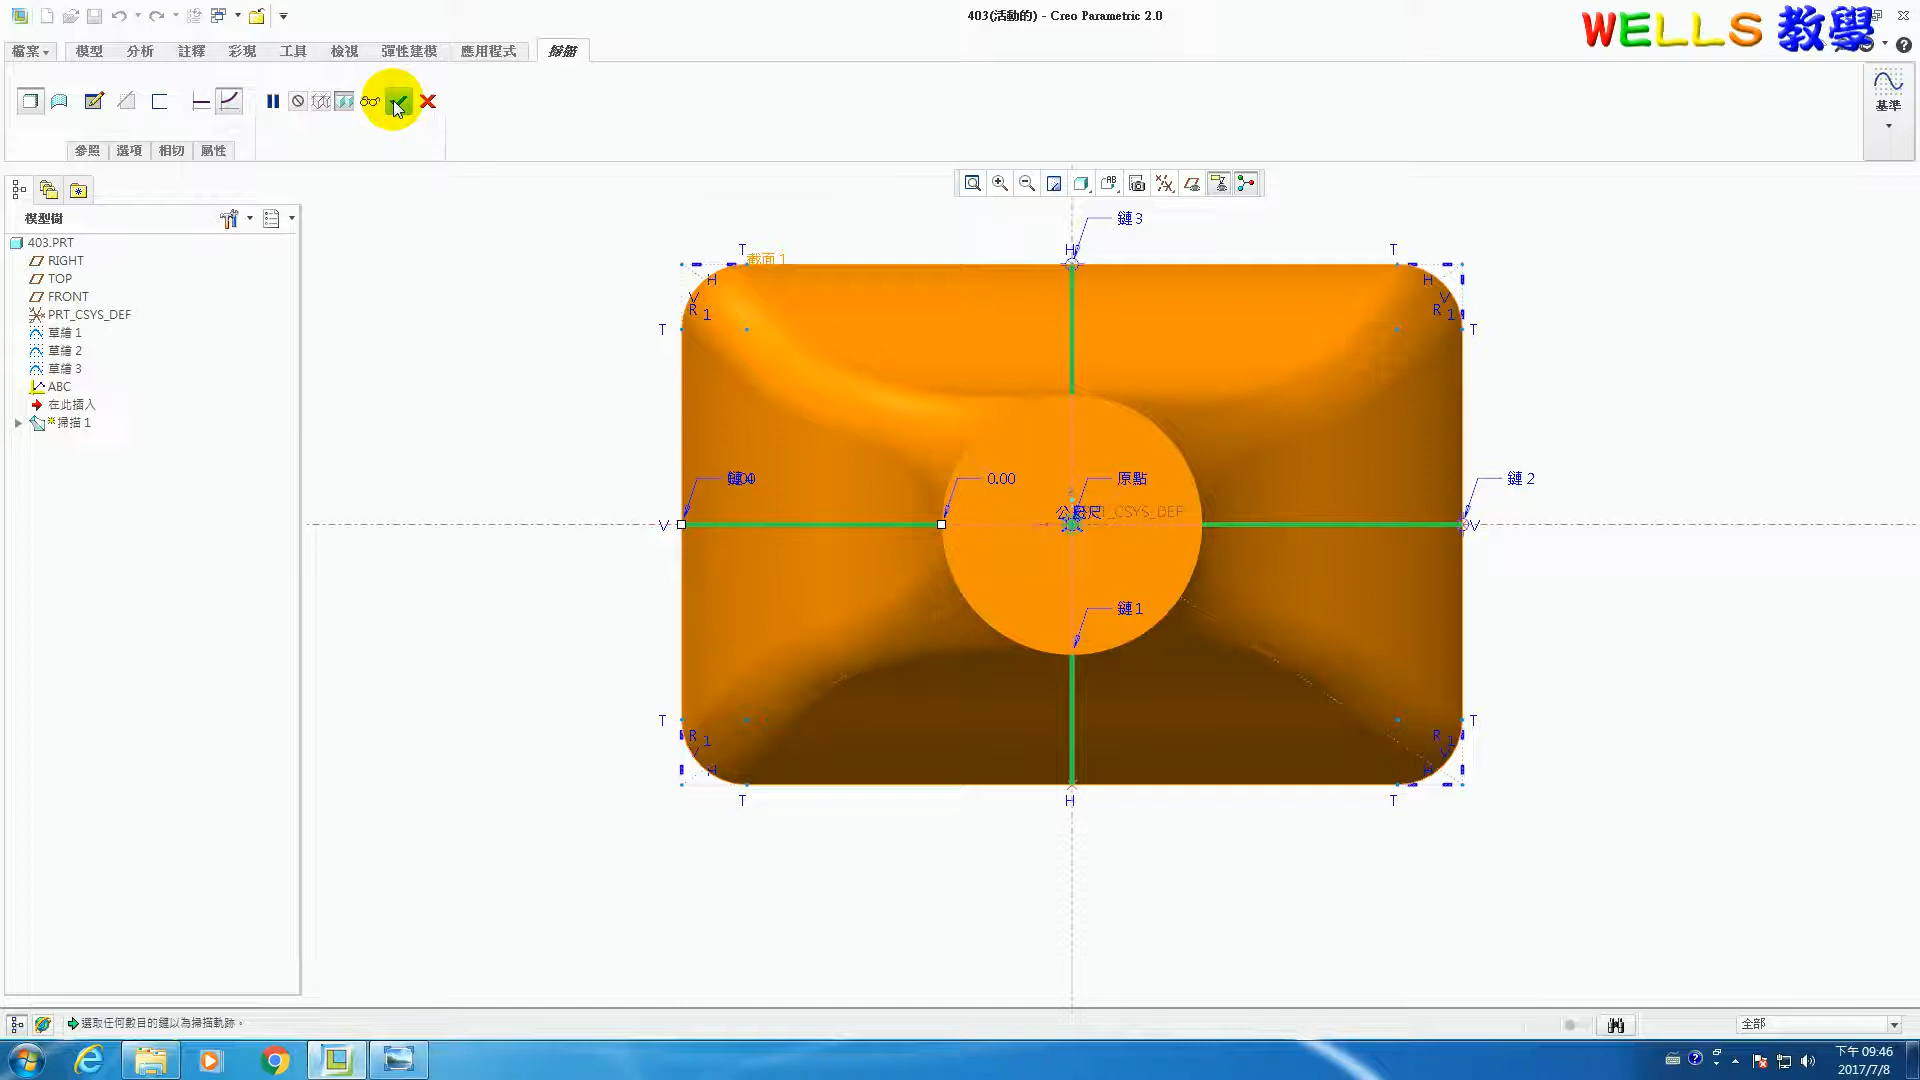 403(活動的) - Creo Parametric 2.0
WELLS 教學
檔案 模型 分析 註釋 彩現 工具 檢視 彈性建模 應用程式 掃描
基準
參照 選項 相切 屬性
模型樹
403.PRT
RIGHT
TOP
FRONT
PRT_CSYS_DEF
草繪 1
草繪 2
草繪 3
ABC
在此插入
掃描 1
鏈 3
T H T
截面 1
H H
V V
R 1 R 1
T T
0.00 原點 鏈 2
PRT_CSYS_DEF
V V
鏈 1
T T
R 1 R 1
H H
T H T
選取任何數目的鏈以為掃描軌跡。
全部
下午 09:46
2017/7/8